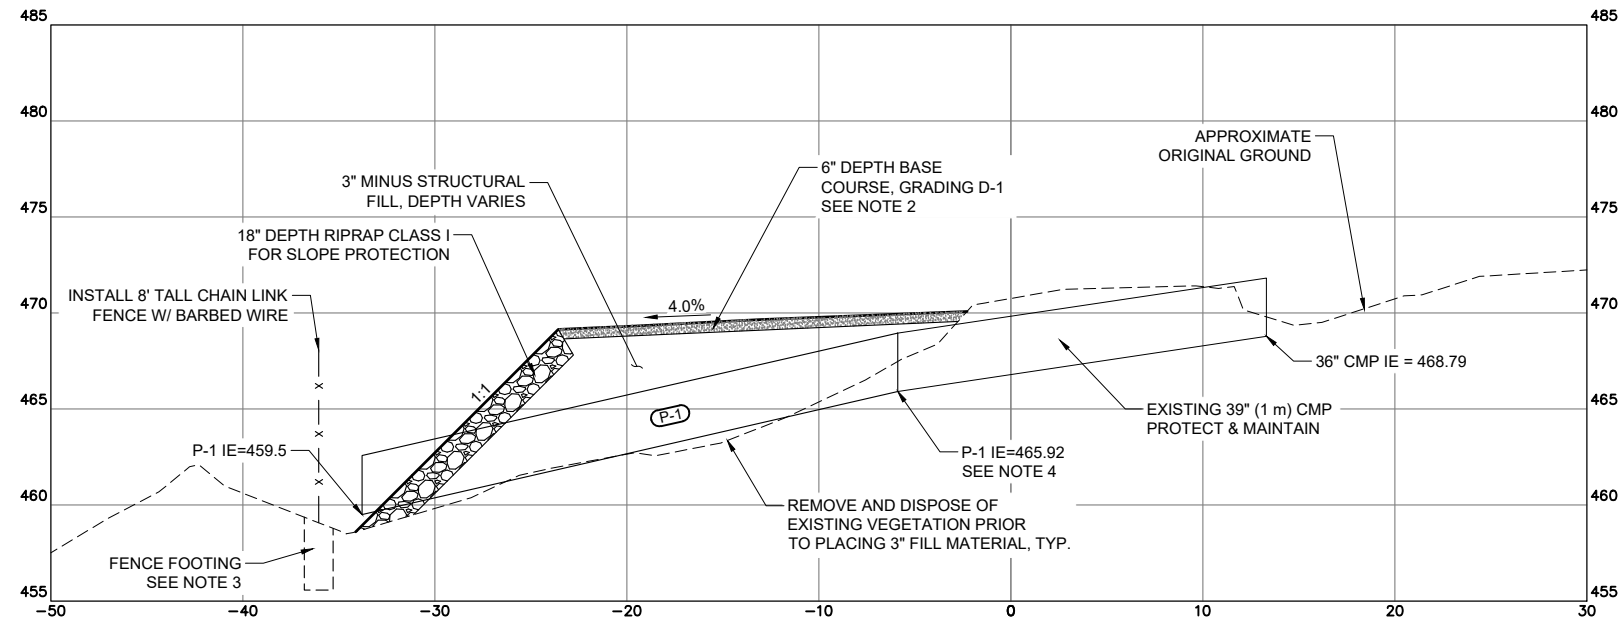 485
485
480
480
475
475
470
470
465
465
460
460
455
455
-50
-40
-30
-20
-10
0
10
20
30
APPROXIMATE
ORIGINAL GROUND
6" DEPTH BASE
COURSE, GRADING D-1
SEE NOTE 2
3" MINUS STRUCTURAL
FILL, DEPTH VARIES
18" DEPTH RIPRAP CLASS I
FOR SLOPE PROTECTION
INSTALL 8' TALL CHAIN LINK
FENCE W/ BARBED WIRE
4.0%
1:1
P-1
36" CMP IE = 468.79
EXISTING 39" (1 m) CMP
PROTECT & MAINTAIN
P-1 IE=459.5
P-1 IE=465.92
SEE NOTE 4
REMOVE AND DISPOSE OF
EXISTING VEGETATION PRIOR
TO PLACING 3" FILL MATERIAL, TYP.
FENCE FOOTING
SEE NOTE 3
x
x
x